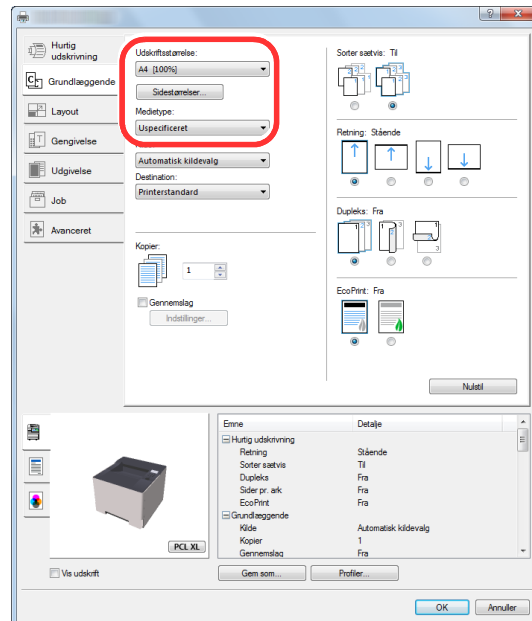 Hurtig udskrivning
Grundlæggende
Layout
Gengivelse
Udgivelse
Job
Avanceret
Udskriftsstørrelse:
A4 [100%]
Sidestørrelser...
Medietype:
Uspecificeret
Automatisk kildevalg
Destination:
Printerstandard
Kopier:
1
Gennemslag
Indstillinger...
Sorter sætvis: Til
Retning: Stående
Dupleks: Fra
EcoPrint: Fra
Nulstil
PCL XL
Vis udskrift
Emne Detalje
Hurtig udskrivning
Retning Stående
Sorter sætvis Til
Dupleks Fra
Sider pr. ark Fra
EcoPrint Fra
Grundlæggende
Kilde Automatisk kildevalg
Kopier 1
Gennemslag Fra
Gem som... Profiler...
OK Annuller